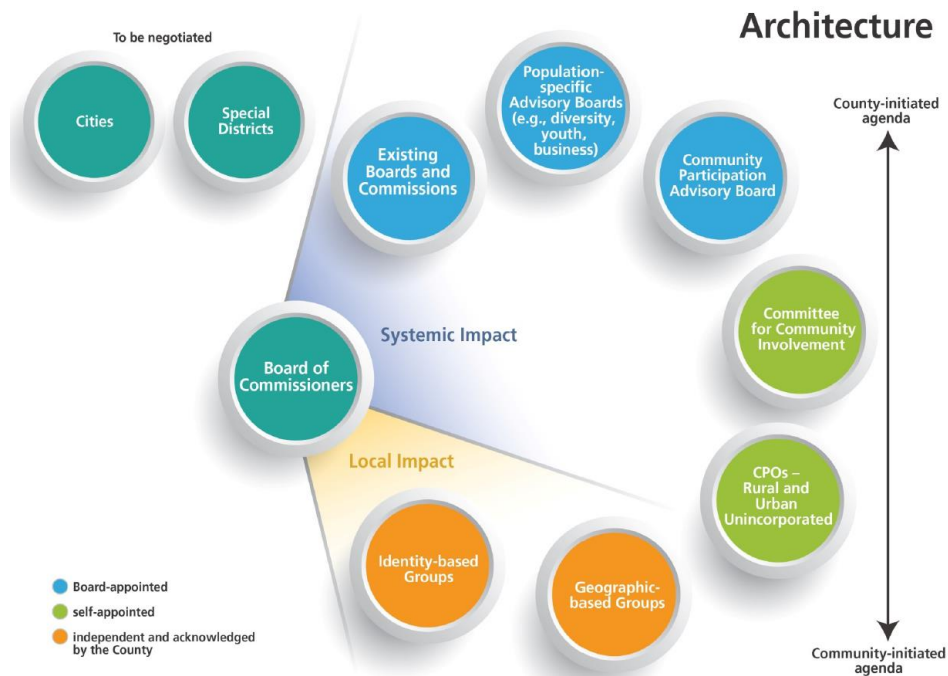 Architecture
To be negotiated
Cities
Special
Districts
Existing
Boards and
Commissions
Population-
specific
Advisory Boards
(e.g., diversity,
youth,
business)
Community
Participation
Advisory Board
County-initiated
agenda
Committee
for Community
Involvement
Systemic Impact
Board of
Commissioners
Local Impact
CPOs –
Rural and
Urban
Unincorporated
Identity-based
Groups
Geographic-
based Groups
Board-appointed
self-appointed
independent and acknowledged
by the County
Community-initiated
agenda